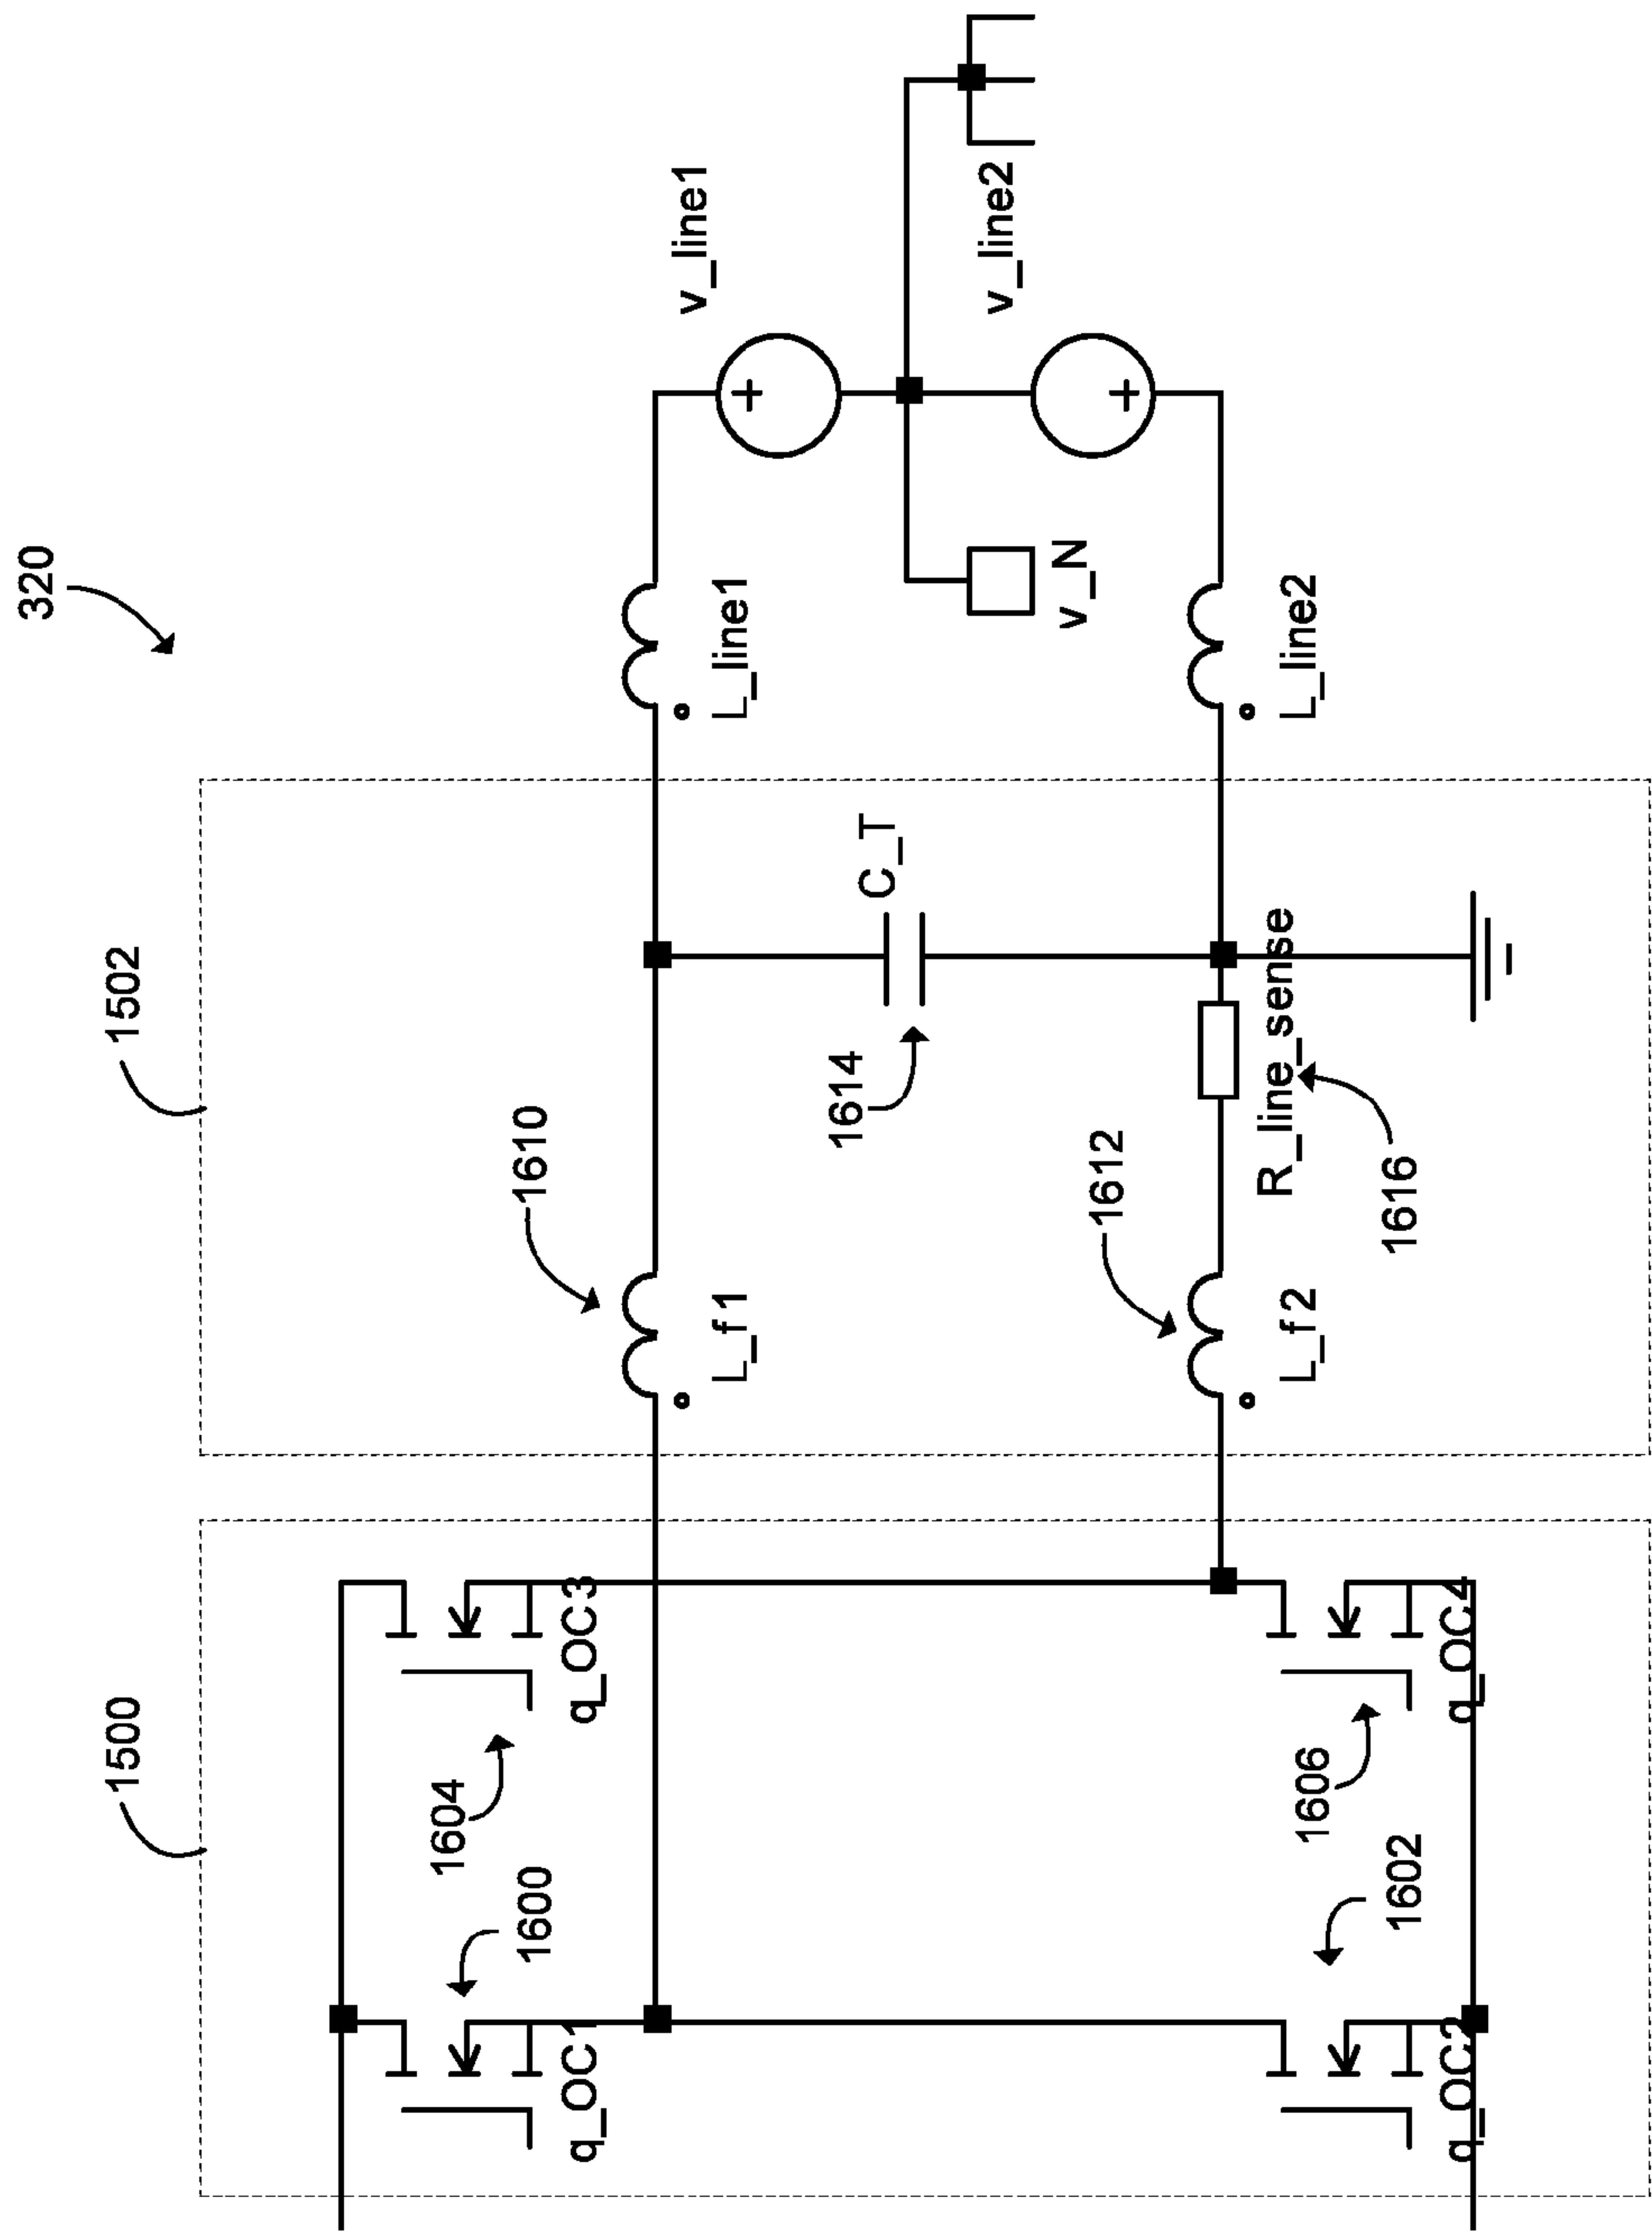 320
1500
1502
1604
q_OC3
1600
q_OC1
1610
L_f1
L_line1
v_line1
1614
C_T
v_N
v_line2
1606
q_OC4
1602
q_OC2
1612
L_f2
R_line_sense
1616
L_line2